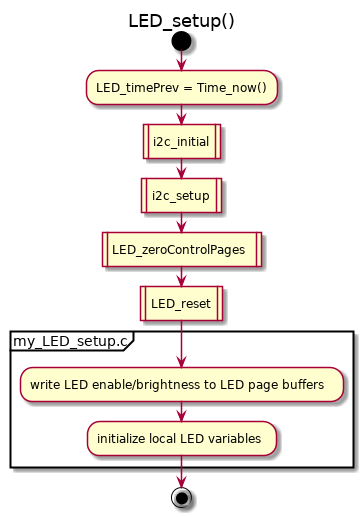 LED_setup()
LED_timePrev = Time_now()
i2c_initial
i2c_setup
LED_zeroControlPages
LED_reset
my_LED_setup.c
write LED enable/brightness to LED page buffers
initialize local LED variables